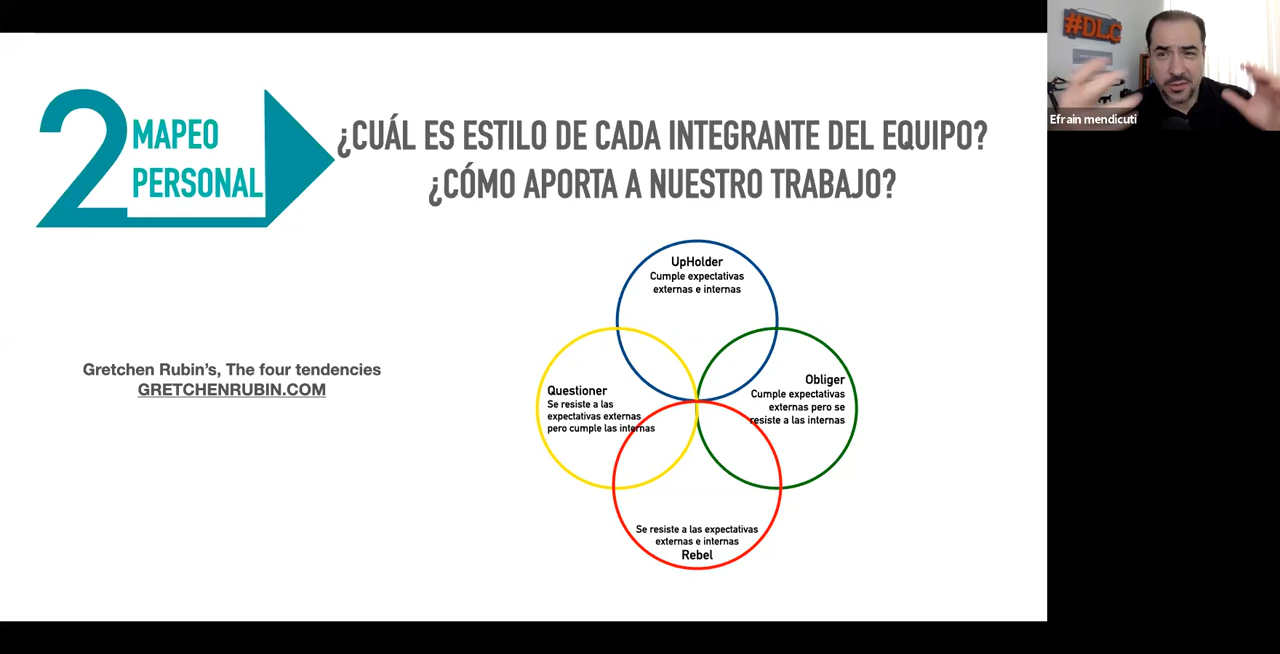 2 MAPEO
PERSONAL
¿CUÁL ES ESTILO DE CADA INTEGRANTE DEL EQUIPO?
¿CÓMO APORTA A NUESTRO TRABAJO?
#DLC
Efrain mendicuti
Gretchen Rubin's, The four tendencies
GRETCHENRUBIN.COM
UpHolder
Cumple expectativas
externas e internas
Questioner
Se resiste a las
expectativas externas
pero cumple las internas
Obliger
Cumple expectativas
externas pero se
resiste a las internas
Se resiste a las expectativas
externas e internas
Rebel